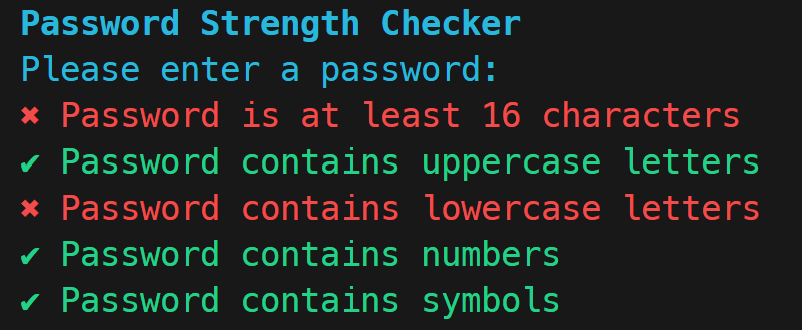 Password Strength Checker
Please enter a password:
✖ Password is at least 16 characters
✔ Password contains uppercase letters
✖ Password contains lowercase letters
✔ Password contains numbers
✔ Password contains symbols